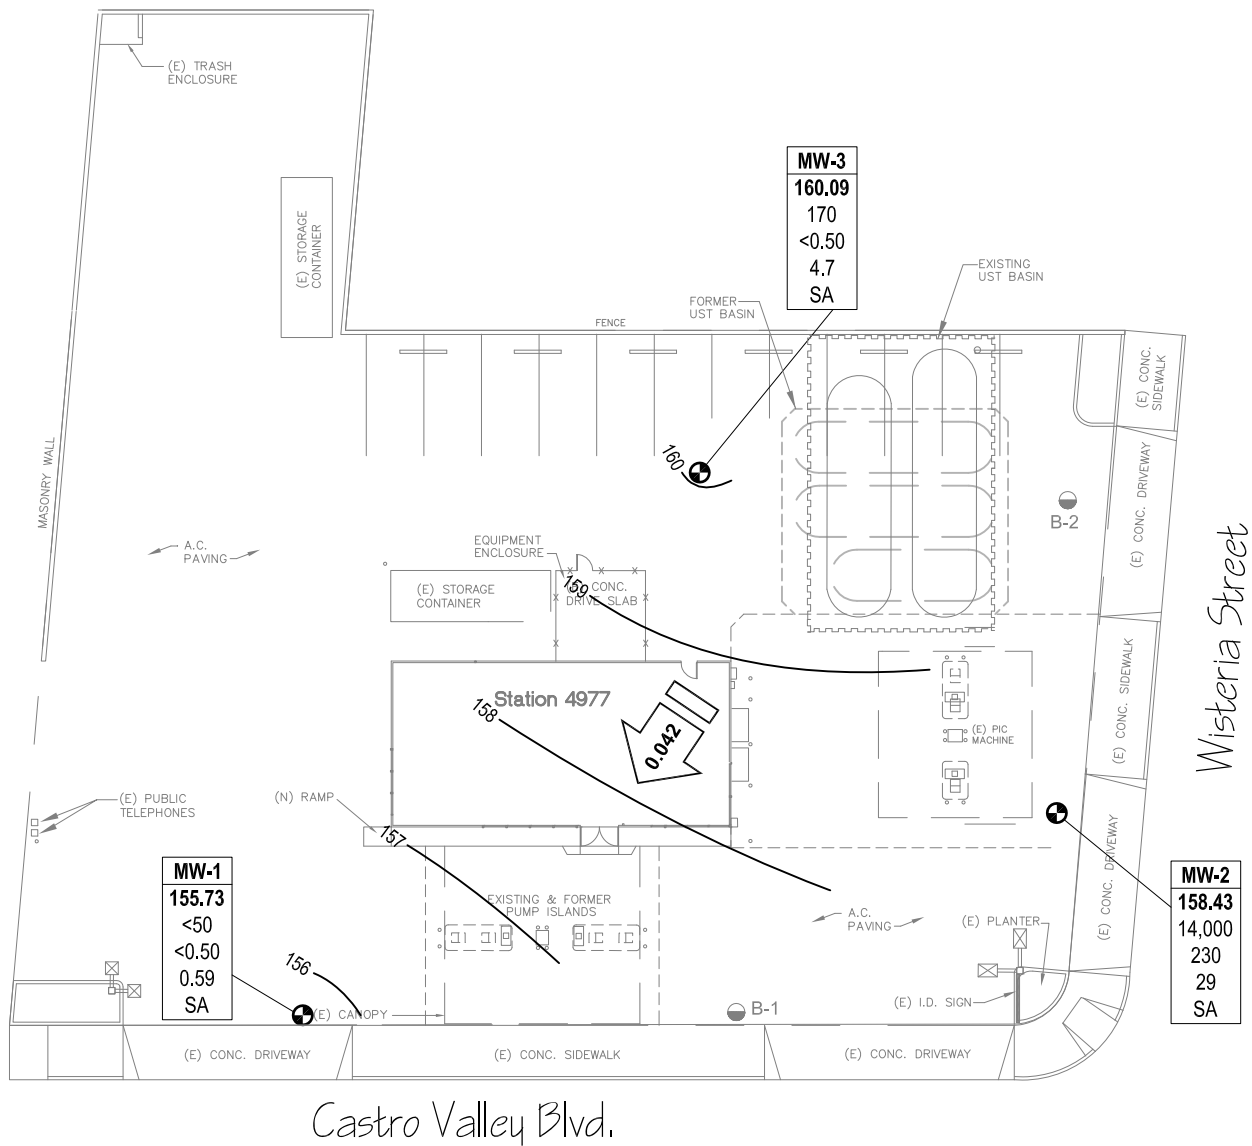 (E) TRASH
ENCLOSURE
(E) STORAGE
CONTAINER
MW-3
160.09
170
<0.50
4.7
SA
EXISTING
UST BASIN
FORMER
UST BASIN
FENCE
(E) CONC.
SIDEWALK
MASONRY WALL
160
(E) CONC. DRIVEWAY
B-2
A.C.
PAVING
EQUIPMENT
ENCLOSURE
(E) STORAGE
CONTAINER
159
CONC.
DRIVE SLAB
Wisteria Street
(E) CONC. SIDEWALK
Station 4977
158
0.042
(E) PIC
MACHINE
(E) PUBLIC
TELEPHONES
(N) RAMP
157
MW-1
155.73
<50
<0.50
0.59
SA
EXISTING & FORMER
PUMP ISLANDS
(E) CONC. DRIVEWAY
MW-2
158.43
14,000
230
29
SA
A.C.
PAVING
(E) PLANTER
156
(E) CANOPY
B-1
(E) I.D. SIGN
(E) CONC. DRIVEWAY
(E) CONC. SIDEWALK
(E) CONC. DRIVEWAY
Castro Valley Blvd.